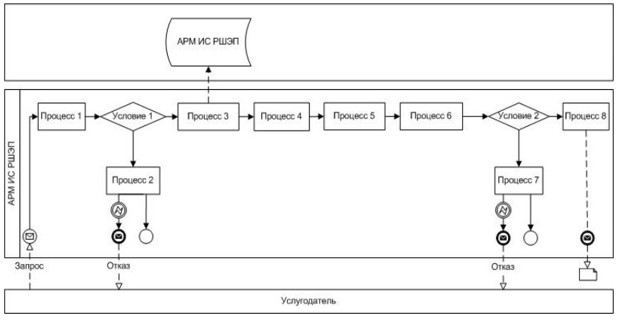 АРМ ИС РШЭП
АРМ ИС РШЭП
Процесс 1
Условие 1
Процесс 3
Процесс 4
Процесс 5
Процесс 6
Условие 2
Процесс 8
Процесс 2
Процесс 7
Запрос
Отказ
Отказ
Услугодатель